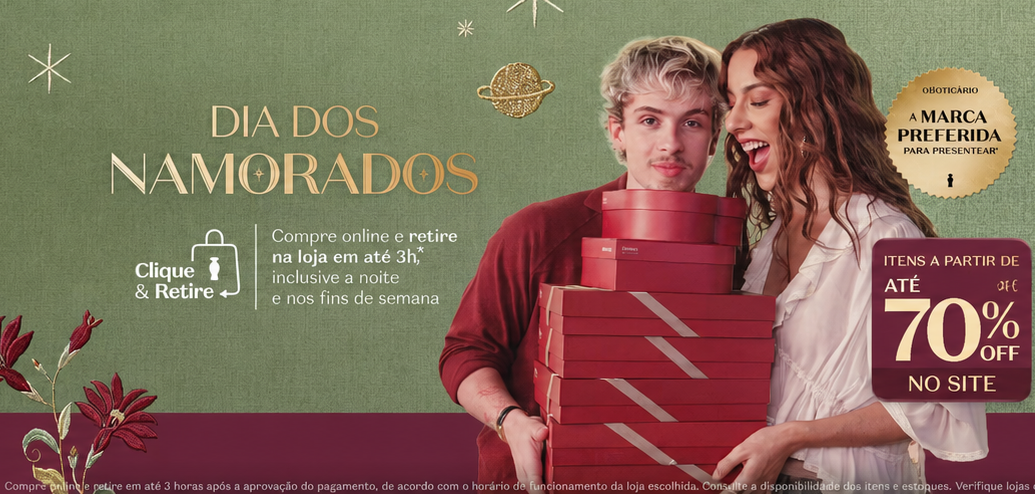 DIA DOS
NAMORADOS
Clique
& Retire
Compre online e retire
na loja em até 3h,*
inclusive a noite
e nos fins de semana
OBOTICÁRIO
A MARCA
PREFERIDA
PARA PRESENTEAR*
ITENS A PARTIR DE
ATÉ
70%
OFF
NO SITE
Compre online e retire em até 3 horas após a aprovação do pagamento, de acordo com o horário de funcionamento da loja escolhida. Consulte a disponibilidade dos itens e estoques. Verifique lojas